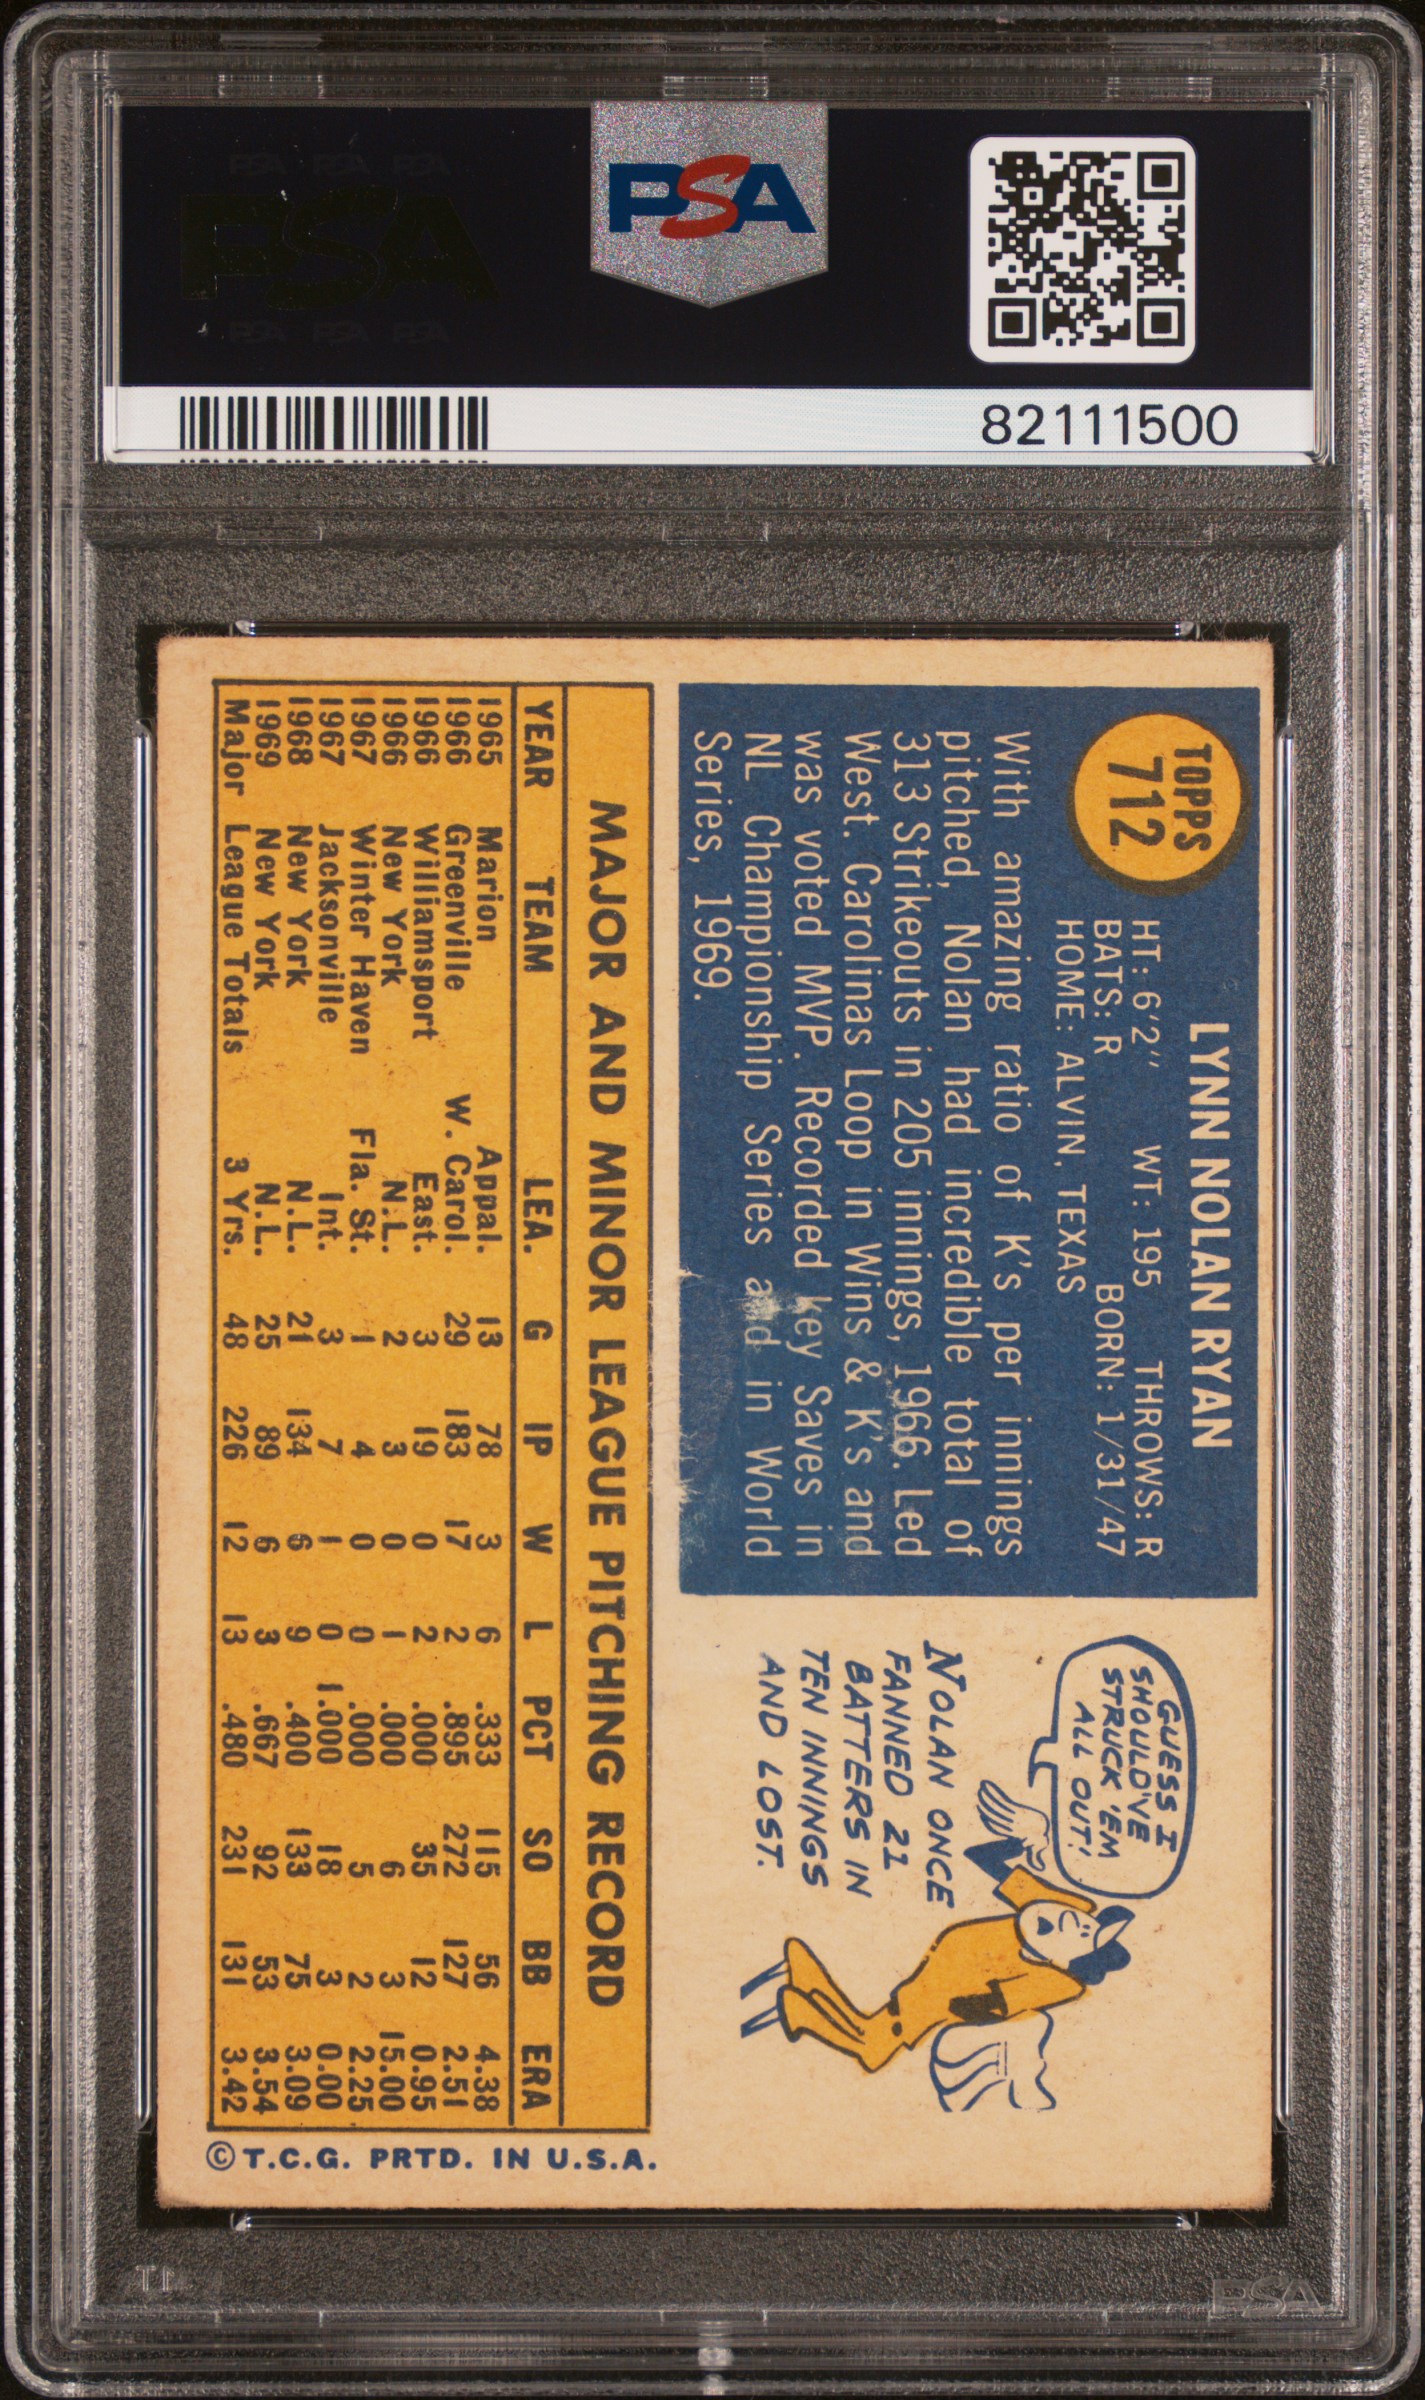 PSA
PSA PSA PSA
PSA
PSA PSA PSA
82111500
TOPPS
712
LYNN NOLAN RYAN
HT: 6'2" WT: 195 THROWS: R
BATS: R BORN: 1/31/47
HOME: ALVIN, TEXAS
With amazing ratio of K's per innings
pitched, Nolan had incredible total of
313 Strikeouts in 205 innings, 1966. Led
West. Carolinas Loop in Wins & K's and
was voted MVP. Recorded key Saves in
NL Championship Series and in World
Series, 1969.
GUESS I
SHOULD'VE
STRUCK 'EM
ALL OUT!
NOLAN ONCE
FANNED 21
BATTERS IN
TEN INNINGS
AND LOST.
MAJOR AND MINOR LEAGUE PITCHING RECORD
YEAR TEAM LEA. G IP W L PCT SO BB ERA
1965 Marion Appal. 13 78 3 6 .333 115 56 4.38
1966 Greenville W. Carol. 29 183 17 2 .895 272 127 2.51
1966 Williamsport East. 3 19 0 2 .000 35 12 0.95
1966 New York N.L. 2 3 0 1 .000 6 3 15.00
1967 Winter Haven Fla. St. 1 4 0 0 .000 5 2 2.25
1967 Jacksonville Int. 3 7 1 0 1.000 18 3 0.00
1968 New York N.L. 21 134 6 9 .400 133 75 3.09
1969 New York N.L. 25 89 6 3 .667 92 53 3.54
Major League Totals 3 Yrs. 48 226 12 13 .480 231 131 3.42
©T.C.G. PRTD. IN U.S.A.
PSA